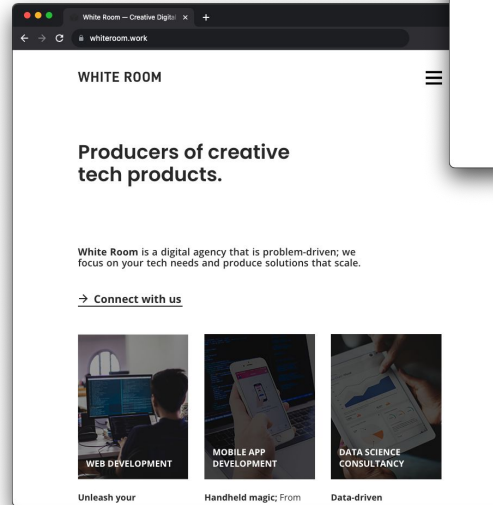 White Room — Creative Digital
whiteroom.work
WHITE ROOM
Producers of creative
tech products.
White Room is a digital agency that is problem-driven; we
focus on your tech needs and produce solutions that scale.
→ Connect with us
WEB DEVELOPMENT
MOBILE APP
DEVELOPMENT
DATA SCIENCE
CONSULTANCY
Unleash your
Handheld magic; From
Data-driven